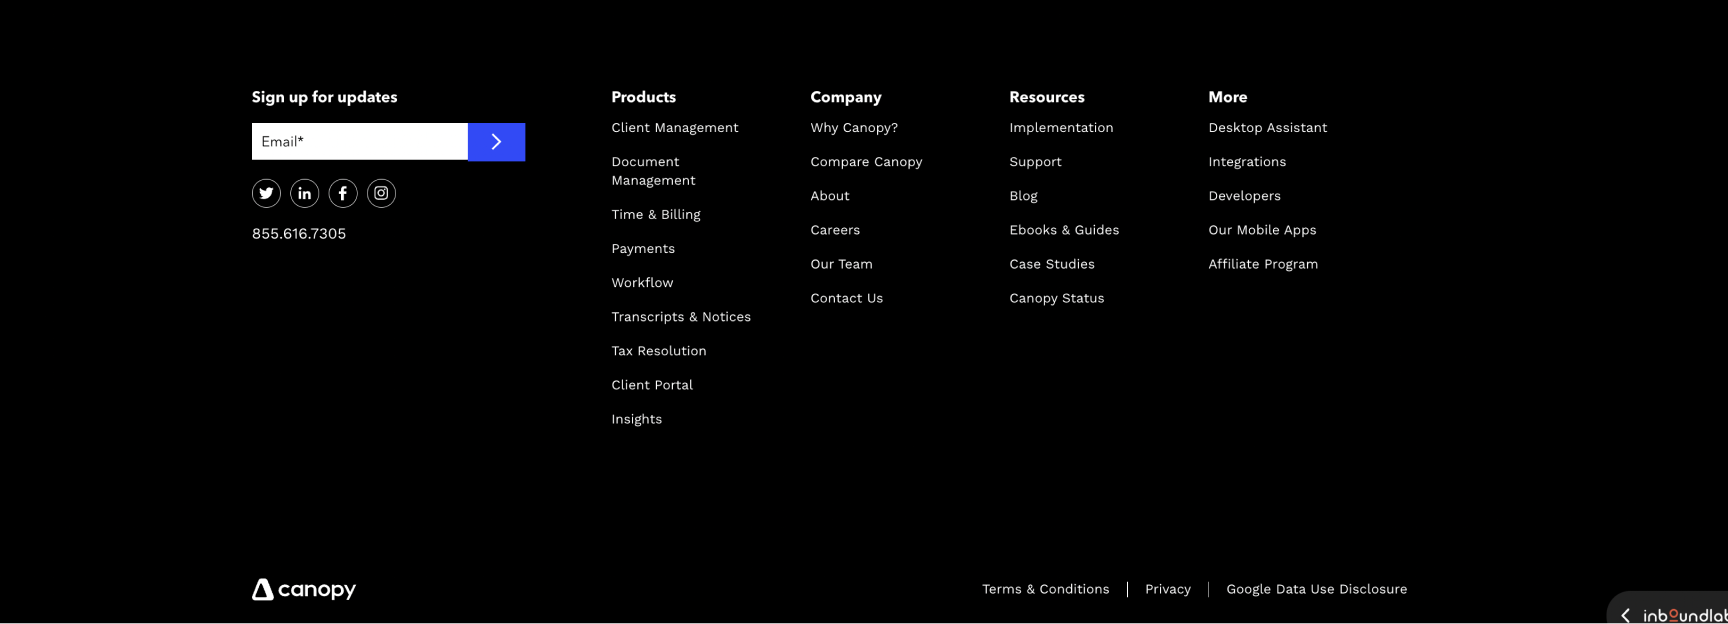 Sign up for updates
Email*
855.616.7305
Products
Client Management
Document
Management
Time & Billing
Payments
Workflow
Transcripts & Notices
Tax Resolution
Client Portal
Insights
Company
Why Canopy?
Compare Canopy
About
Careers
Our Team
Contact Us
Resources
Implementation
Support
Blog
Ebooks & Guides
Case Studies
Canopy Status
More
Desktop Assistant
Integrations
Developers
Our Mobile Apps
Affiliate Program
canopy
Terms & Conditions | Privacy | Google Data Use Disclosure
inboundlab